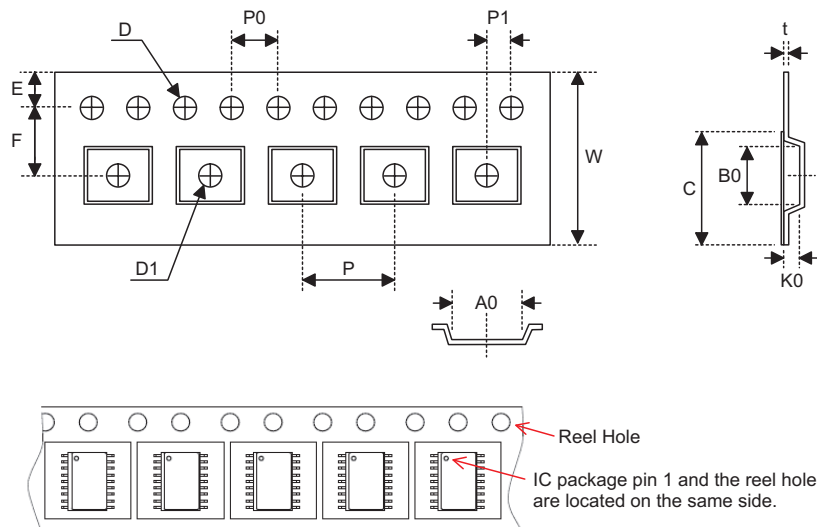 D
P0
P1
t
E
F
W
C
B0
D1
P
K0
A0
Reel Hole
IC package pin 1 and the reel hole
are located on the same side.